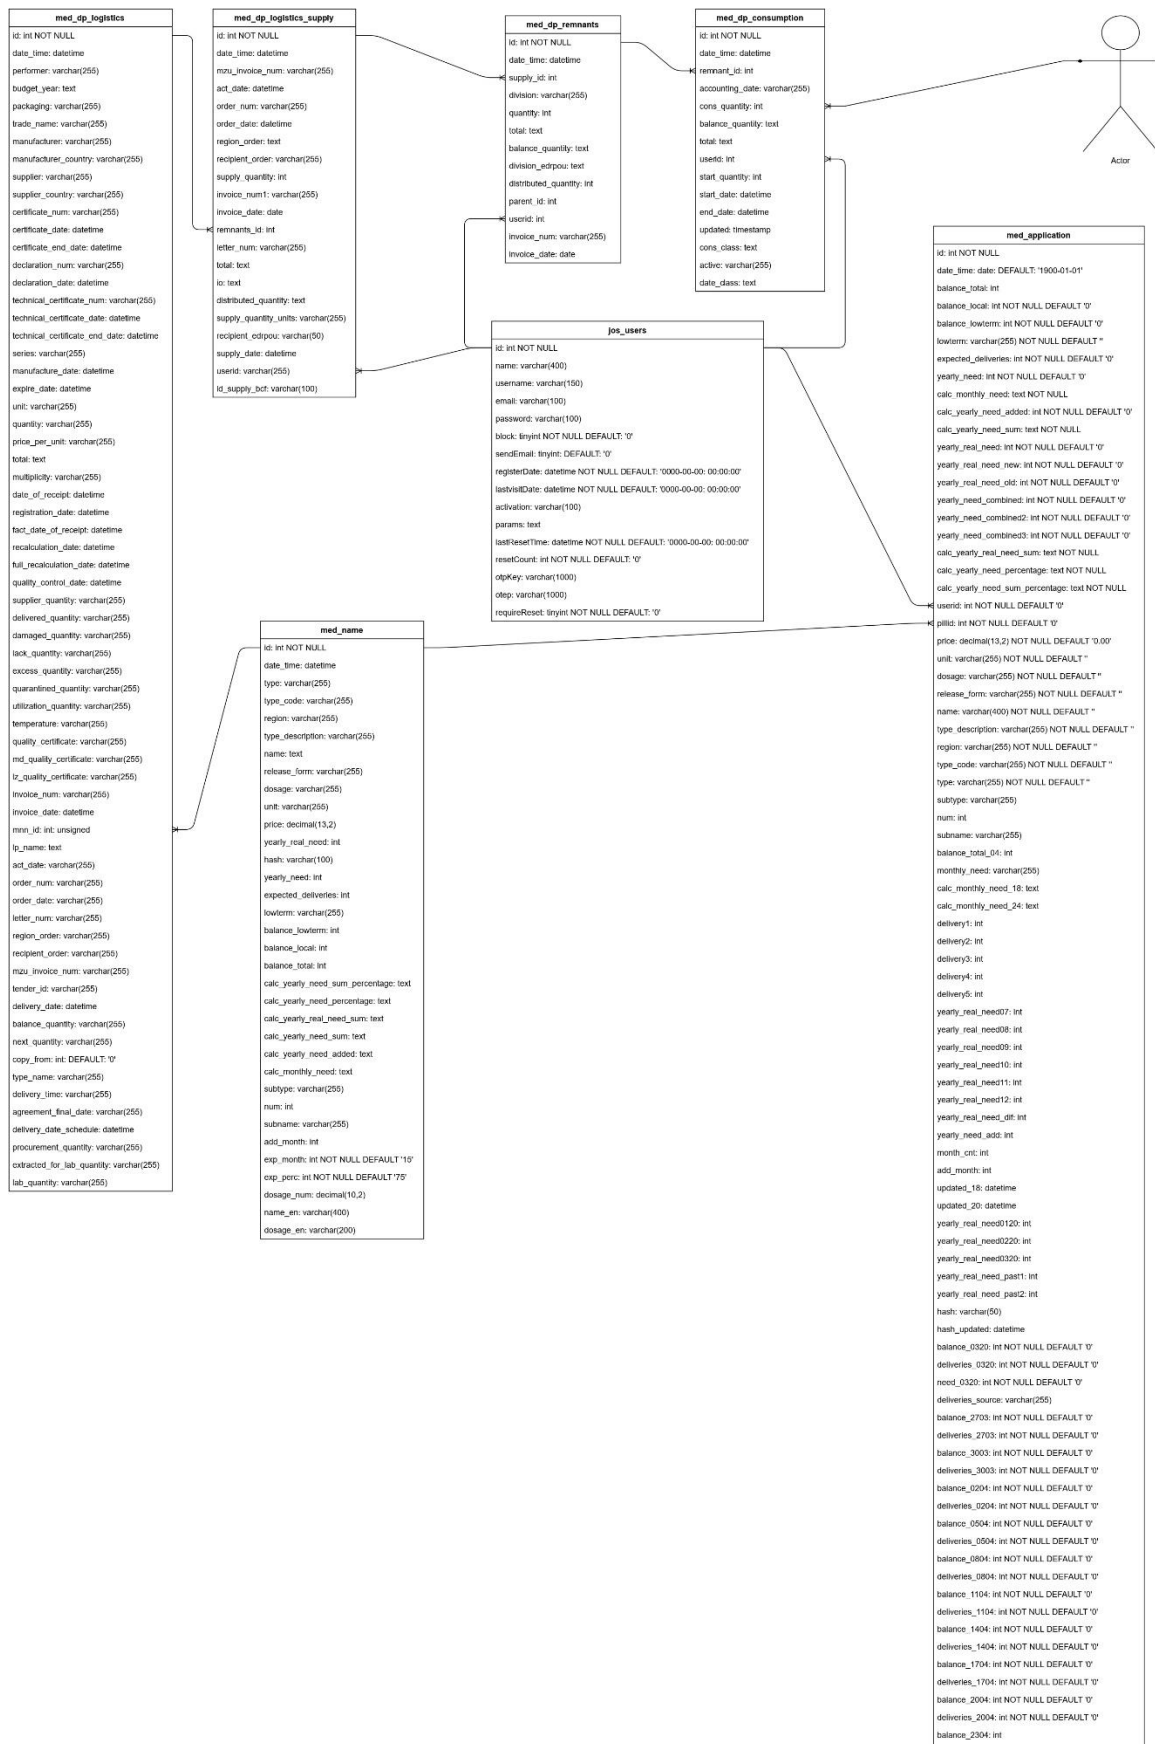 med_dp_logistics
id: int NOT NULL
date_time: datetime
performer: varchar(255)
budget_year: text
packaging: varchar(255)
trade_name: varchar(255)
manufacturer: varchar(255)
manufacturer_country: varchar(255)
supplier: varchar(255)
supplier_country: varchar(255)
certificate_num: varchar(255)
certificate_date: datetime
certificate_end_date: datetime
declaration_num: varchar(255)
declaration_date: datetime
technical_certificate_num: varchar(255)
technical_certificate_date: datetime
technical_certificate_end_date: datetime
series: varchar(255)
manufacture_date: datetime
expire_date: datetime
unit: varchar(255)
quantity: varchar(255)
price_per_unit: varchar(255)
total: text
multiplicity: varchar(255)
date_of_receipt: datetime
registration_date: datetime
fact_date_of_receipt: datetime
recalculation_date: datetime
full_recalculation_date: datetime
quality_control_date: datetime
supplier_quantity: varchar(255)
delivered_quantity: varchar(255)
damaged_quantity: varchar(255)
lack_quantity: varchar(255)
excess_quantity: varchar(255)
quarantined_quantity: varchar(255)
utilization_quantity: varchar(255)
temperature: varchar(255)
quality_certificate: varchar(255)
md_quality_certificate: varchar(255)
lz_quality_certificate: varchar(255)
invoice_num: varchar(255)
invoice_date: datetime
mnn_id: int: unsigned
lp_name: text
act_date: varchar(255)
order_num: varchar(255)
order_date: varchar(255)
letter_num: varchar(255)
region_order: varchar(255)
recipient_order: varchar(255)
mzu_invoice_num: varchar(255)
tender_id: varchar(255)
delivery_date: datetime
balance_quantity: varchar(255)
next_quantity: varchar(255)
copy_from: int: DEFAULT: '0'
type_name: varchar(255)
delivery_time: varchar(255)
agreement_final_date: varchar(255)
delivery_date_schedule: datetime
procurement_quantity: varchar(255)
extracted_for_lab_quantity: varchar(255)
lab_quantity: varchar(255)
med_dp_logistics_supply
id: int NOT NULL
date_time: datetime
mzu_invoice_num: varchar(255)
act_date: datetime
order_num: varchar(255)
order_date: datetime
region_order: text
recipient_order: varchar(255)
supply_quantity: int
invoice_num1: varchar(255)
invoice_date: date
remnants_id: int
letter_num: varchar(255)
total: text
io: text
distributed_quantity: text
supply_quantity_units: varchar(255)
recipient_edrpou: varchar(50)
supply_date: datetime
userid: varchar(255)
id_supply_bcf: varchar(100)
med_dp_remnants
id: int NOT NULL
date_time: datetime
supply_id: int
division: varchar(255)
quantity: int
total: text
balance_quantity: text
division_edrpou: text
distributed_quantity: int
parent_id: int
userid: int
invoice_num: varchar(255)
invoice_date: date
med_dp_consumption
id: int NOT NULL
date_time: datetime
remnant_id: int
accounting_date: varchar(255)
cons_quantity: int
balance_quantity: text
total: text
userid: int
start_quantity: int
start_date: datetime
end_date: datetime
updated: timestamp
cons_class: text
active: varchar(255)
date_class: text
Actor
jos_users
id: int NOT NULL
name: varchar(400)
username: varchar(150)
email: varchar(100)
password: varchar(100)
block: tinyint NOT NULL DEFAULT: '0'
sendEmail: tinyint: DEFAULT: '0'
registerDate: datetime NOT NULL DEFAULT: '0000-00-00: 00:00:00'
lastvisitDate: datetime NOT NULL DEFAULT: '0000-00-00: 00:00:00'
activation: varchar(100)
params: text
lastResetTime: datetime NOT NULL DEFAULT: '0000-00-00: 00:00:00'
resetCount: int NOT NULL DEFAULT: '0'
otpKey: varchar(1000)
otep: varchar(1000)
requireReset: tinyint NOT NULL DEFAULT: '0'
med_name
id: int NOT NULL
date_time: datetime
type: varchar(255)
type_code: varchar(255)
region: varchar(255)
type_description: varchar(255)
name: text
release_form: varchar(255)
dosage: varchar(255)
unit: varchar(255)
price: decimal(13,2)
yearly_real_need: int
hash: varchar(100)
yearly_need: int
expected_deliveries: int
lowterm: varchar(255)
balance_lowterm: int
balance_local: int
balance_total: int
calc_yearly_need_sum_percentage: text
calc_yearly_need_percentage: text
calc_yearly_real_need_sum: text
calc_yearly_need_sum: text
calc_yearly_need_added: text
calc_monthly_need: text
subtype: varchar(255)
num: int
subname: varchar(255)
add_month: int
exp_month: int NOT NULL DEFAULT '15'
exp_perc: int NOT NULL DEFAULT '75'
dosage_num: decimal(10,2)
name_en: varchar(400)
dosage_en: varchar(200)
med_application
id: int NOT NULL
date_time: date: DEFAULT: '1900-01-01'
balance_total: int
balance_local: int NOT NULL DEFAULT '0'
balance_lowterm: int NOT NULL DEFAULT '0'
lowterm: varchar(255) NOT NULL DEFAULT ''
expected_deliveries: int NOT NULL DEFAULT '0'
yearly_need: int NOT NULL DEFAULT '0'
calc_monthly_need: text NOT NULL
calc_yearly_need_added: int NOT NULL DEFAULT '0'
calc_yearly_need_sum: text NOT NULL
yearly_real_need: int NOT NULL DEFAULT '0'
yearly_real_need_new: int NOT NULL DEFAULT '0'
yearly_real_need_old: int NOT NULL DEFAULT '0'
yearly_need_combined: int NOT NULL DEFAULT '0'
yearly_need_combined2: int NOT NULL DEFAULT '0'
yearly_need_combined3: int NOT NULL DEFAULT '0'
calc_yearly_real_need_sum: text NOT NULL
calc_yearly_need_percentage: text NOT NULL
calc_yearly_need_sum_percentage: text NOT NULL
userid: int NOT NULL DEFAULT '0'
pillid: int NOT NULL DEFAULT '0'
price: decimal(13,2) NOT NULL DEFAULT '0.00'
unit: varchar(255) NOT NULL DEFAULT ''
dosage: varchar(255) NOT NULL DEFAULT ''
release_form: varchar(255) NOT NULL DEFAULT ''
name: varchar(400) NOT NULL DEFAULT ''
type_description: varchar(255) NOT NULL DEFAULT ''
region: varchar(255) NOT NULL DEFAULT ''
type_code: varchar(255) NOT NULL DEFAULT ''
type: varchar(255) NOT NULL DEFAULT ''
subtype: varchar(255)
num: int
subname: varchar(255)
balance_total_04: int
monthly_need: varchar(255)
calc_monthly_need_18: text
calc_monthly_need_24: text
delivery1: int
delivery2: int
delivery3: int
delivery4: int
delivery5: int
yearly_real_need07: int
yearly_real_need08: int
yearly_real_need09: int
yearly_real_need10: int
yearly_real_need11: int
yearly_real_need12: int
yearly_real_need_dif: int
yearly_need_add: int
month_cnt: int
add_month: int
updated_18: datetime
updated_20: datetime
yearly_real_need0120: int
yearly_real_need0220: int
yearly_real_need0320: int
yearly_real_need_past1: int
yearly_real_need_past2: int
hash: varchar(50)
hash_updated: datetime
balance_0320: int NOT NULL DEFAULT '0'
deliveries_0320: int NOT NULL DEFAULT '0'
need_0320: int NOT NULL DEFAULT '0'
deliveries_source: varchar(255)
balance_2703: int NOT NULL DEFAULT '0'
deliveries_2703: int NOT NULL DEFAULT '0'
balance_3003: int NOT NULL DEFAULT '0'
deliveries_3003: int NOT NULL DEFAULT '0'
balance_0204: int NOT NULL DEFAULT '0'
deliveries_0204: int NOT NULL DEFAULT '0'
balance_0504: int NOT NULL DEFAULT '0'
deliveries_0504: int NOT NULL DEFAULT '0'
balance_0804: int NOT NULL DEFAULT '0'
deliveries_0804: int NOT NULL DEFAULT '0'
balance_1104: int NOT NULL DEFAULT '0'
deliveries_1104: int NOT NULL DEFAULT '0'
balance_1404: int NOT NULL DEFAULT '0'
deliveries_1404: int NOT NULL DEFAULT '0'
balance_1704: int NOT NULL DEFAULT '0'
deliveries_1704: int NOT NULL DEFAULT '0'
balance_2004: int NOT NULL DEFAULT '0'
deliveries_2004: int NOT NULL DEFAULT '0'
balance_2304: int